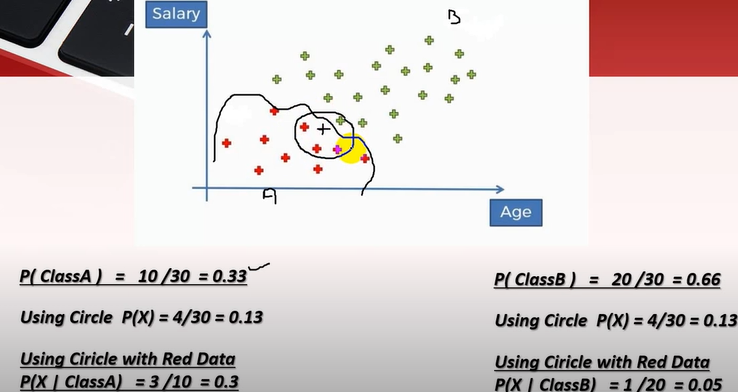 Salary
B
A
Age
P( ClassA ) = 10 /30 = 0.33
Using Circle P(X) = 4/30 = 0.13
Using Ciricle with Red Data
P(X | ClassA) = 3 /10 = 0.3
P( ClassB ) = 20 /30 = 0.66
Using Circle P(X) = 4/30 = 0.13
Using Ciricle with Red Data
P(X | ClassB) = 1 /20 = 0.05